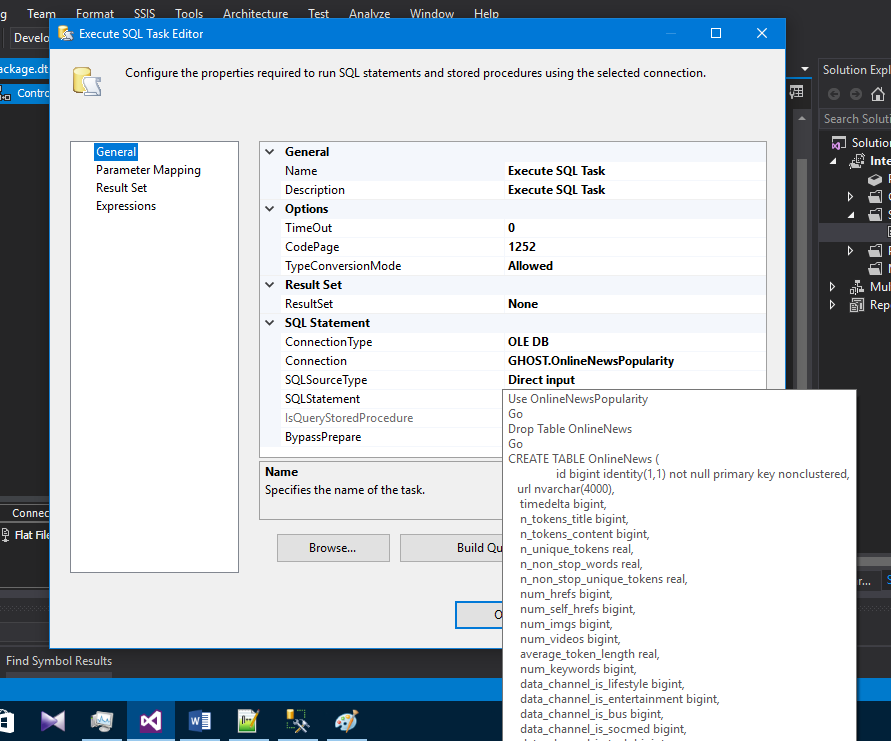 g Team Format SSIS Tools Architecture Test Analyze Window Help
Develo
Execute SQL Task Editor
ackage.dt
Contro
Configure the properties required to run SQL statements and stored procedures using the selected connection.
General
Parameter Mapping
Result Set
Expressions
General
Name Execute SQL Task
Description Execute SQL Task
Options
TimeOut 0
CodePage 1252
TypeConversionMode Allowed
Result Set
ResultSet None
SQL Statement
ConnectionType OLE DB
Connection GHOST.OnlineNewsPopularity
SQLSourceType Direct input
SQLStatement
IsQueryStoredProcedure
BypassPrepare
Name
Specifies the name of the task.
Browse...
Build Qu
O
Use OnlineNewsPopularity
Go
Drop Table OnlineNews
Go
CREATE TABLE OnlineNews (
id bigint identity(1,1) not null primary key nonclustered,
url nvarchar(4000),
timedelta bigint,
n_tokens_title bigint,
n_tokens_content bigint,
n_unique_tokens real,
n_non_stop_words real,
n_non_stop_unique_tokens real,
num_hrefs bigint,
num_self_hrefs bigint,
num_imgs bigint,
num_videos bigint,
average_token_length real,
num_keywords bigint,
data_channel_is_lifestyle bigint,
data_channel_is_entertainment bigint,
data_channel_is_bus bigint,
data_channel_is_socmed bigint,
Solution Expl
Search Soluti
Solution
Inte
Mul
Rep
er...
Connec
Flat File
Find Symbol Results